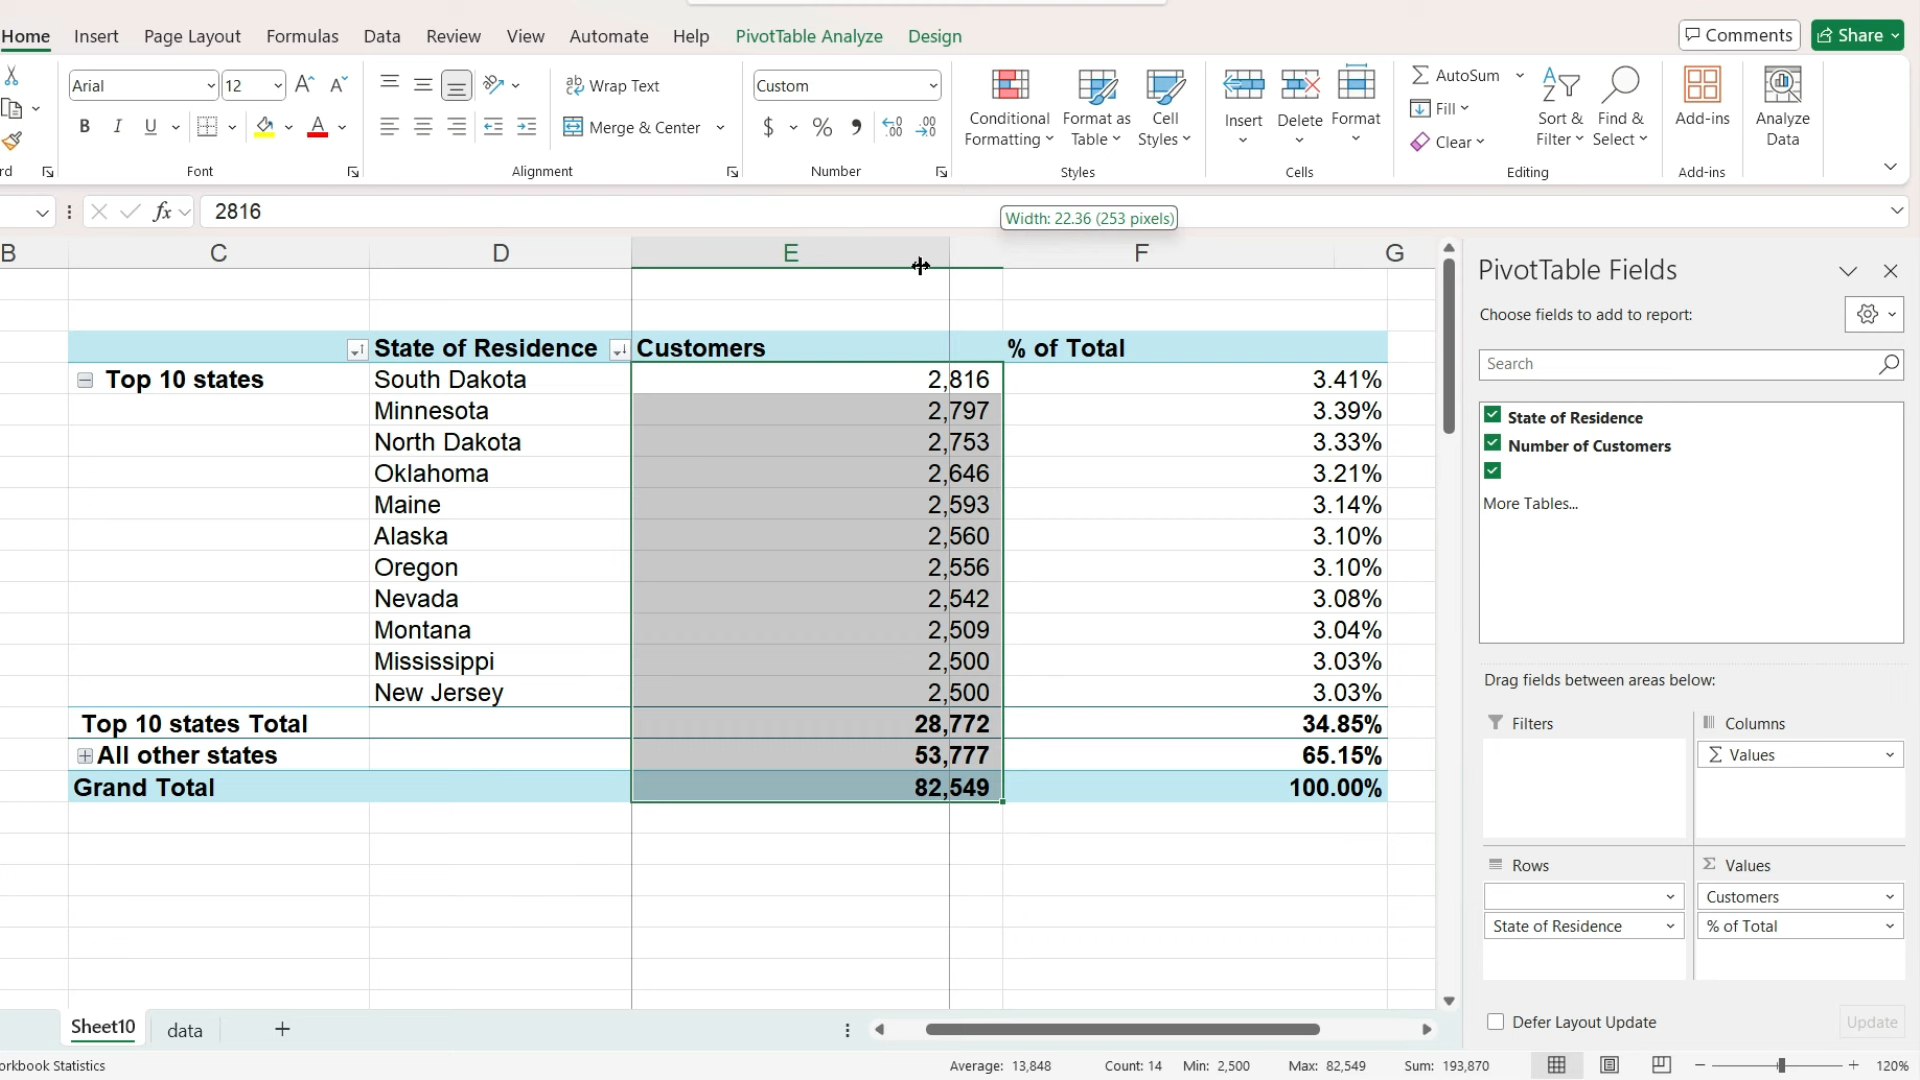 Home Insert Page Layout Formulas Data Review View Automate Help PivotTable Analyze Design Comments Share
Arial 12 Wrap Text Custom Conditional Formatting Format as Table Cell Styles Insert Delete Format AutoSum Fill Clear Sort & Filter Find & Select Add-ins Analyze Data
B I U A Merge & Center $ %
rd Font Alignment Number Styles Cells Editing Add-ins
fx 2816
Width: 22.36 (253 pixels)
B C D E F G
State of Residence Customers % of Total
Top 10 states South Dakota 2,816 3.41%
Minnesota 2,797 3.39%
North Dakota 2,753 3.33%
Oklahoma 2,646 3.21%
Maine 2,593 3.14%
Alaska 2,560 3.10%
Oregon 2,556 3.10%
Nevada 2,542 3.08%
Montana 2,509 3.04%
Mississippi 2,500 3.03%
New Jersey 2,500 3.03%
Top 10 states Total 28,772 34.85%
All other states 53,777 65.15%
Grand Total 82,549 100.00%
PivotTable Fields
Choose fields to add to report:
Search
State of Residence
Number of Customers
More Tables...
Drag fields between areas below:
Filters Columns
Σ Values
Rows Σ Values
Customers
State of Residence % of Total
Defer Layout Update Update
Sheet10 data
orkbook Statistics Average: 13,848 Count: 14 Min: 2,500 Max: 82,549 Sum: 193,870 120%